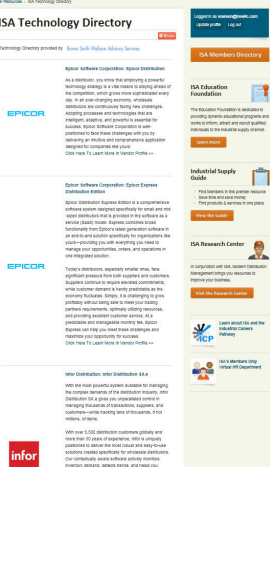 Resources › ISA Technology Directory
ISA Technology Directory
Share
Technology Directory provided by Brown Smith Wallace Advisory Services
Epicor Software Corporation: Epicor Distribution
As a distributor, you know that employing a powerful
technology strategy is a vital means to staying ahead of
the competition, which grows more sophisticated every
day. In an ever-changing economy, wholesale
distributors are continuously facing new challenges.
Adopting processes and technologies that are
intelligent, adaptive, and powerful is essential for
success. Epicor Software Corporation is well-
positioned to face these challenges with you by
delivering an intuitive and comprehensive application
designed for companies like yours.
Click Here To Learn More in Vendor Profile >>
EPICOR
Epicor Software Corporation: Epicor Express
Distribution Edition
Epicor Distribution Express Edition is a comprehensive
software system designed specifically for small and mid
-sized distributors that is provided in the software as a
service (SaaS) model. Express combines broad
functionality from Epicor's latest generation software in
an end-to-end solution specifically for organizations like
yours—providing you with everything you need to
manage your opportunities, orders, and operations in
one integrated solution.
EPICOR
Today's distributors, especially smaller ones, face
significant pressure from both suppliers and customers.
Suppliers continue to require elevated commitments,
while customer demand is hardly predictable as the
economy fluctuates. Simply, it is challenging to grow
profitably without being able to meet your trading
partners requirements, optimally utilizing resources,
and providing excellent customer service. At a
predictable and manageable monthly fee, Epicor
Express can help you meet these challenges and
maximize your opportunity for success.
Click Here To Learn More in Vendor Profile >>
Infor Distribution: Infor Distribution SX.e
With the most powerful system available for managing
the complex demands of the distribution industry, Infor
Distribution SX.e gives you unparalleled control in
managing thousands of transactions, suppliers, and
customers—while tracking tens of thousands, if not
millions, of items.
With over 5,500 distribution customers globally and
more than 30 years of experience, Infor is uniquely
positioned to deliver the most robust and easy-to-use
solutions created specifically for wholesale distributors.
Our contextually aware software actively monitors
inventory demand, detects trends, and helps you
infor
Logged in as
Update profile Log out
ISA Members Directory
ISA Education
Foundation
The Education Foundation is dedicated to
providing dynamic educational programs and
works to inform, attract and recruit qualified
individuals to the industrial supply channel.
Learn more
Industrial Supply
Guide
Find Members in this premier resource
Save time and save money
Find products & services in one place
View the Guide
ISA Research Center
In conjunction with ISA, Modern Distribution
Management brings you resources to
improve your business.
Visit the Research Center
ICP
Learn about ISA and the
Industrial Careers
Pathway
ISA's Members Only
Virtual HR Department